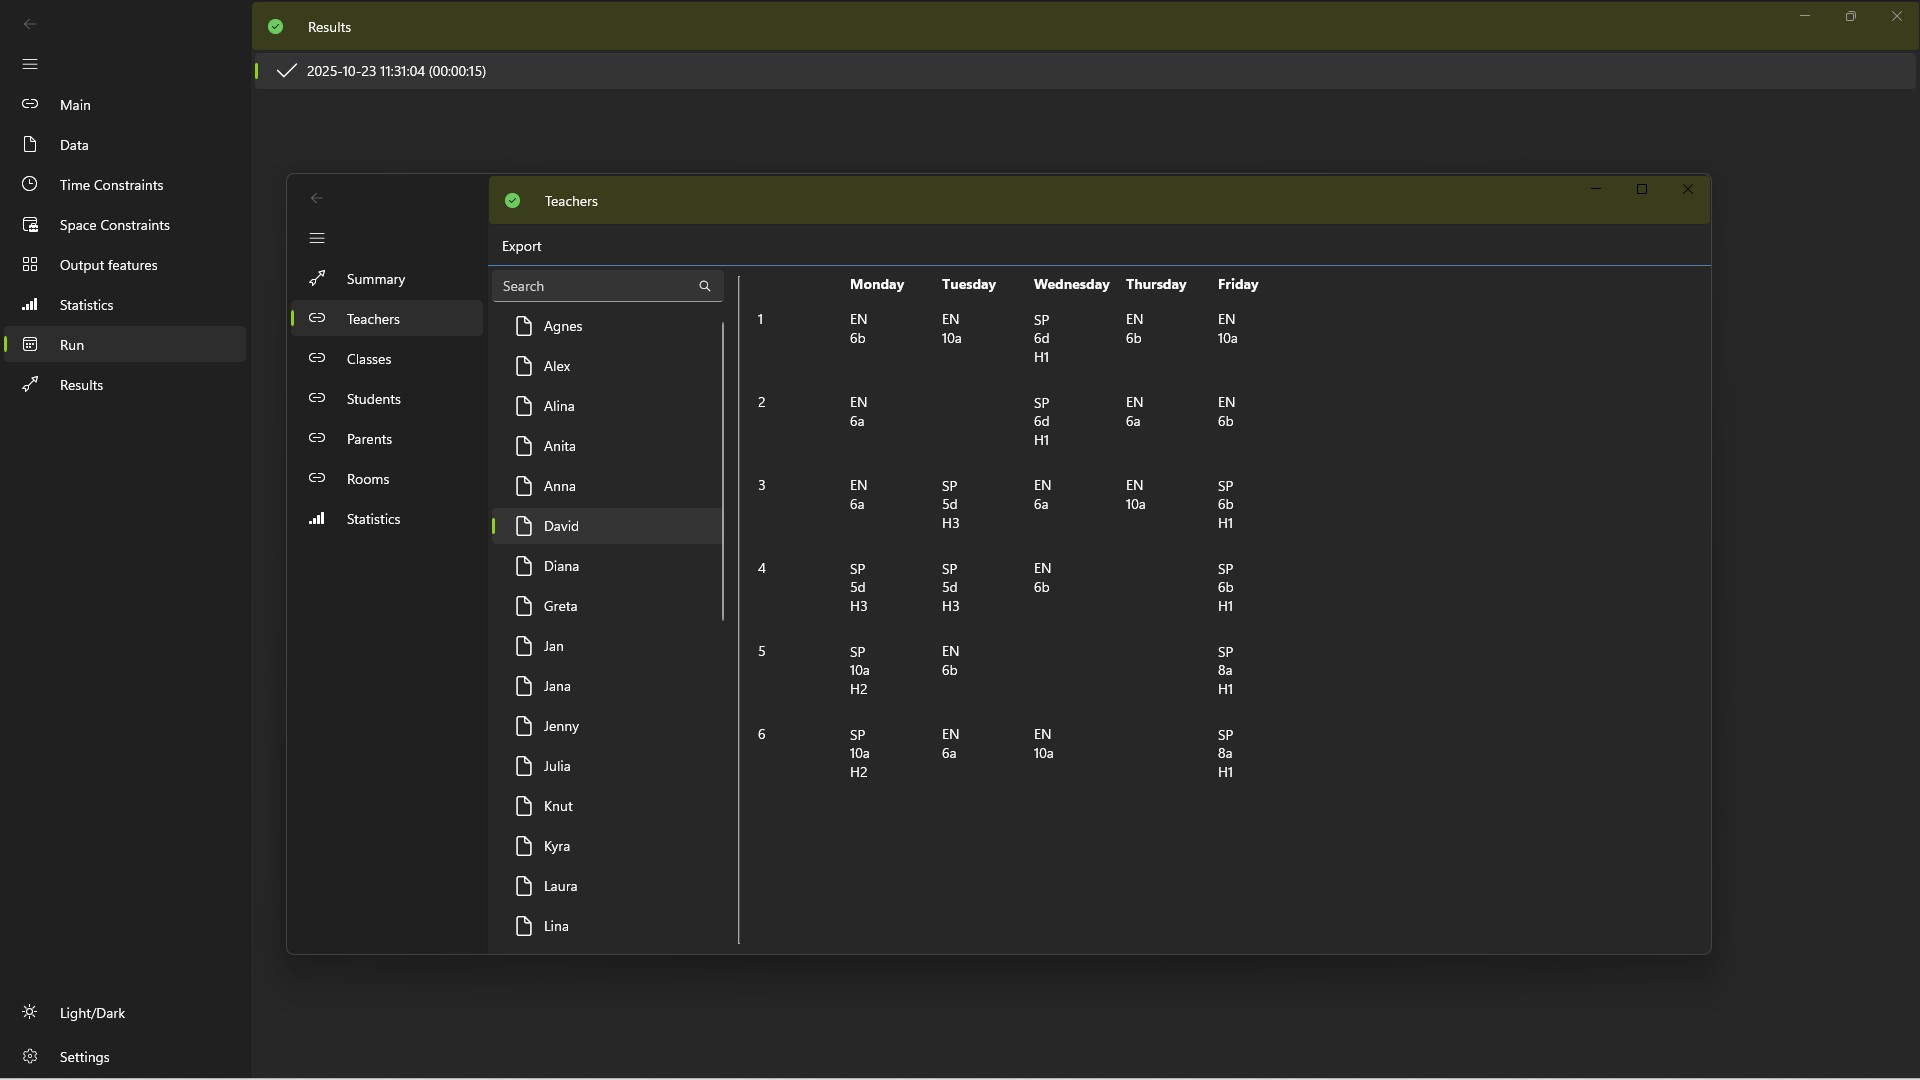 Results
2025-10-23 11:31:04 (00:00:15)
Main
Data
Time Constraints
Space Constraints
Output features
Statistics
Run
Results
Light/Dark
Settings
Teachers
Summary
Teachers
Classes
Students
Parents
Rooms
Statistics
Export
Search
Agnes
Alex
Alina
Anita
Anna
David
Diana
Greta
Jan
Jana
Jenny
Julia
Knut
Kyra
Laura
Lina
Monday Tuesday Wednesday Thursday Friday
1 EN EN SP EN EN
6b 10a 6d 6b 10a
H1
2 EN SP EN EN
6a 6d 6a 6b
H1
3 EN SP EN EN SP
6a 5d 6a 10a 6b
H3 H1
4 SP SP EN SP
5d 5d 6b 6b
H3 H3 H1
5 SP EN SP
10a 6b 8a
H2 H1
6 SP EN EN SP
10a 6a 10a 8a
H2 H1